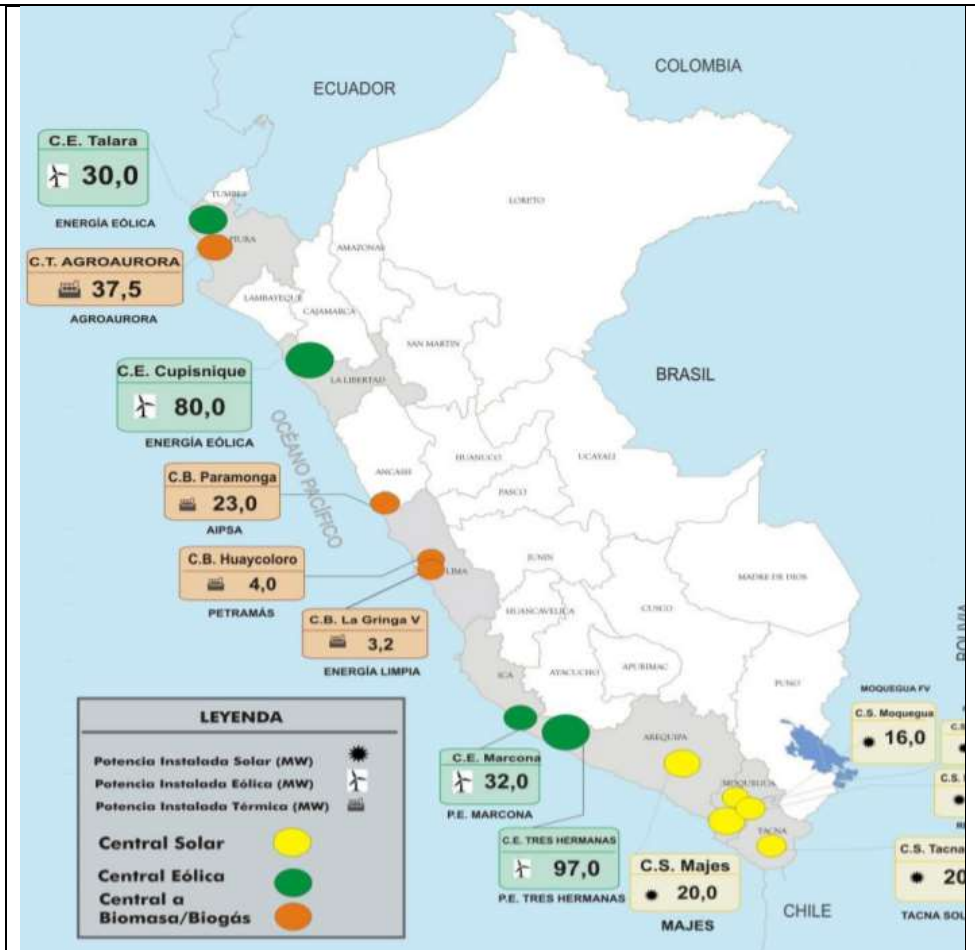 COLOMBIA
ECUADOR
C.E. Talara
30,0
ENERGÍA EÓLICA
TUMBES
PIURA
LORETO
C.T. AGROAURORA
37,5
AGROAURORA
AMAZONAS
LAMBAYEQUE
CAJAMARCA
SAN MARTIN
C.E. Cupisnique
80,0
ENERGÍA EÓLICA
LA LIBERTAD
BRASIL
OCÉANO PACÍFICO
ANCASH
HUANUCO
UCAYALI
PASCO
C.B. Paramonga
23,0
AIPSA
C.B. Huaycoloro
4,0
PETRAMÁS
LIMA
JUNIN
MADRE DE DIOS
C.B. La Gringa V
3,2
ENERGÍA LIMPIA
HUANCAVELICA
CUSCO
ICA
AYACUCHO
APURIMAC
PUNO
BOLIVIA
MOQUEGUA FV
C.S. Moquegua
16,0
AREQUIPA
MOQUEGUA
TACNA
C.E. Marcona
32,0
P.E. MARCONA
C.E. TRES HERMANAS
97,0
P.E. TRES HERMANAS
C.S. Majes
20,0
MAJES
C.S. Tacna
20
TACNA SOL
CHILE
LEYENDA
Potencia Instalada Solar (MW)
Potencia Instalada Eólica (MW)
Potencia Instalada Térmica (MW)
Central Solar
Central Eólica
Central a
Biomasa/Biogás